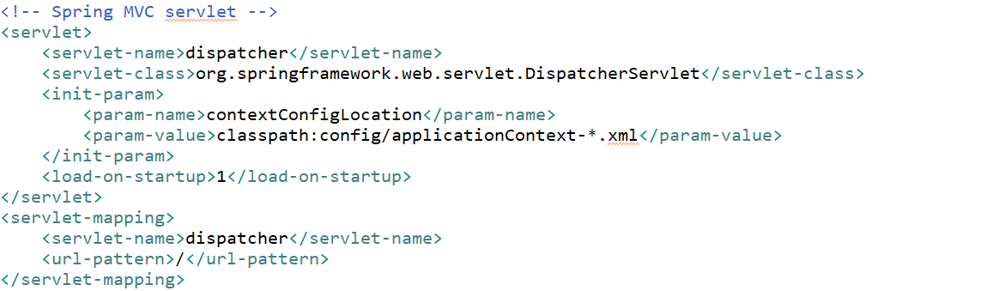 <!-- Spring MVC servlet -->
<servlet>
    <servlet-name>dispatcher</servlet-name>
    <servlet-class>org.springframework.web.servlet.DispatcherServlet</servlet-class>
    <init-param>
        <param-name>contextConfigLocation</param-name>
        <param-value>classpath:config/applicationContext-*.xml</param-value>
    </init-param>
    <load-on-startup>1</load-on-startup>
</servlet>
<servlet-mapping>
    <servlet-name>dispatcher</servlet-name>
    <url-pattern>/</url-pattern>
</servlet-mapping>